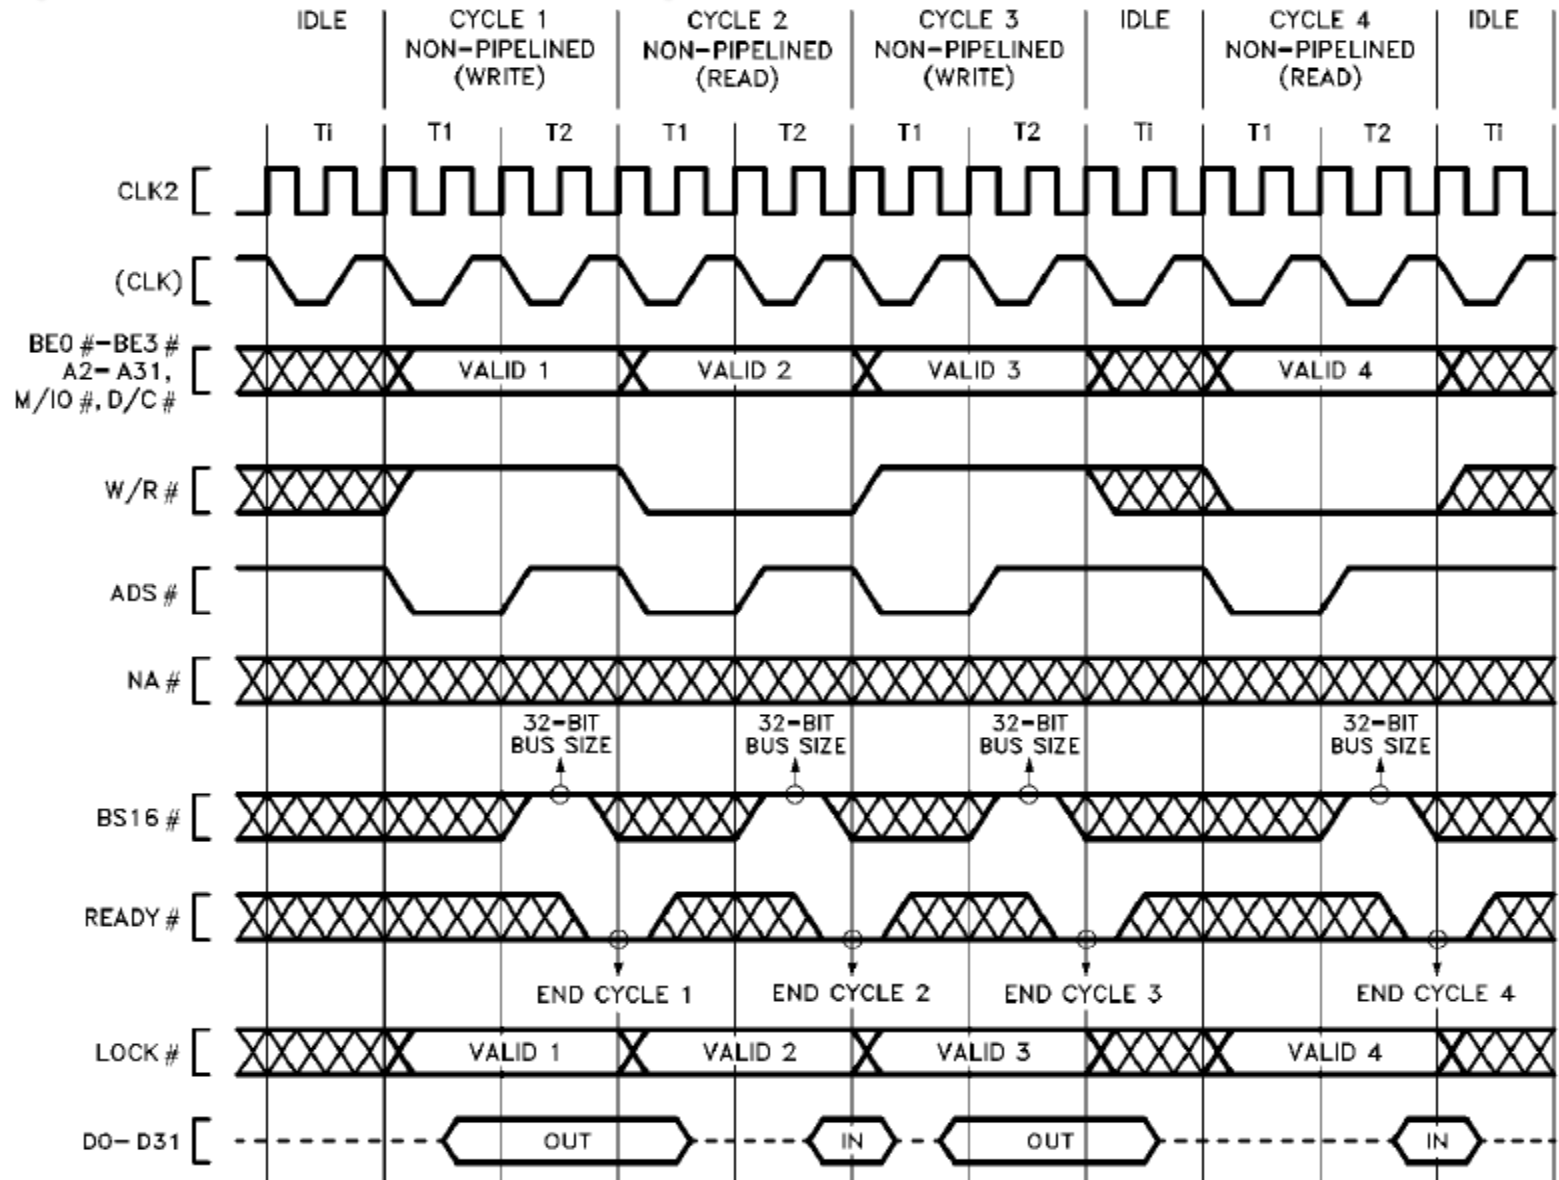 IDLE CYCLE 1 CYCLE 2 CYCLE 3 IDLE CYCLE 4 IDLE
NON-PIPELINED NON-PIPELINED NON-PIPELINED NON-PIPELINED
(WRITE) (READ) (WRITE) (READ)
Ti T1 T2 T1 T2 T1 T2 Ti T1 T2 Ti
CLK2
(CLK)
BE0 #-BE3 #
A2-A31,
M/IO #, D/C #
VALID 1 VALID 2 VALID 3 VALID 4
W/R #
ADS #
NA #
32-BIT 32-BIT 32-BIT 32-BIT
BUS SIZE BUS SIZE BUS SIZE BUS SIZE
BS16 #
READY #
END CYCLE 1 END CYCLE 2 END CYCLE 3 END CYCLE 4
LOCK # VALID 1 VALID 2 VALID 3 VALID 4
D0-D31 OUT IN OUT IN